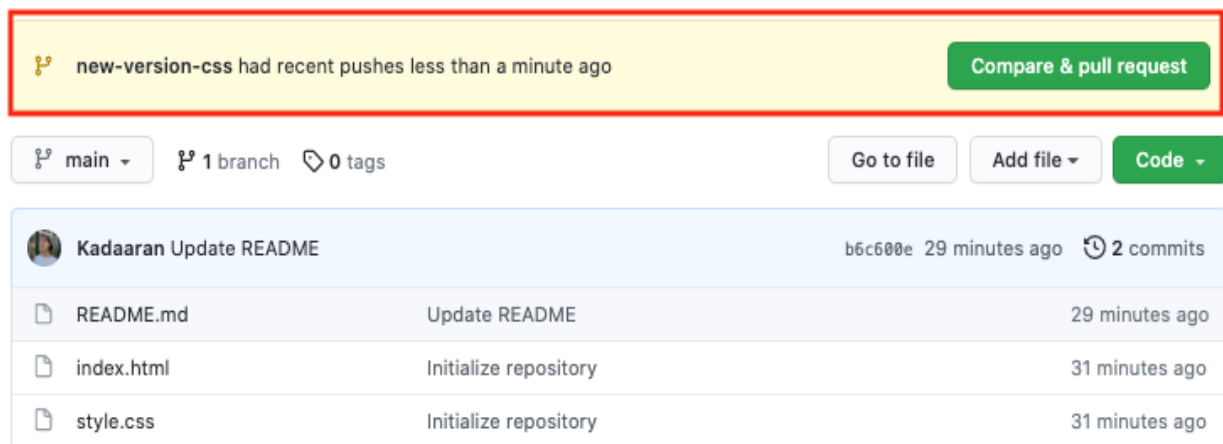 new-version-css had recent pushes less than a minute ago Compare & pull request
main 1 branch 0 tags Go to file Add file Code
Kadaaran Update README b6c600e 29 minutes ago 2 commits
README.md Update README 29 minutes ago
index.html Initialize repository 31 minutes ago
style.css Initialize repository 31 minutes ago